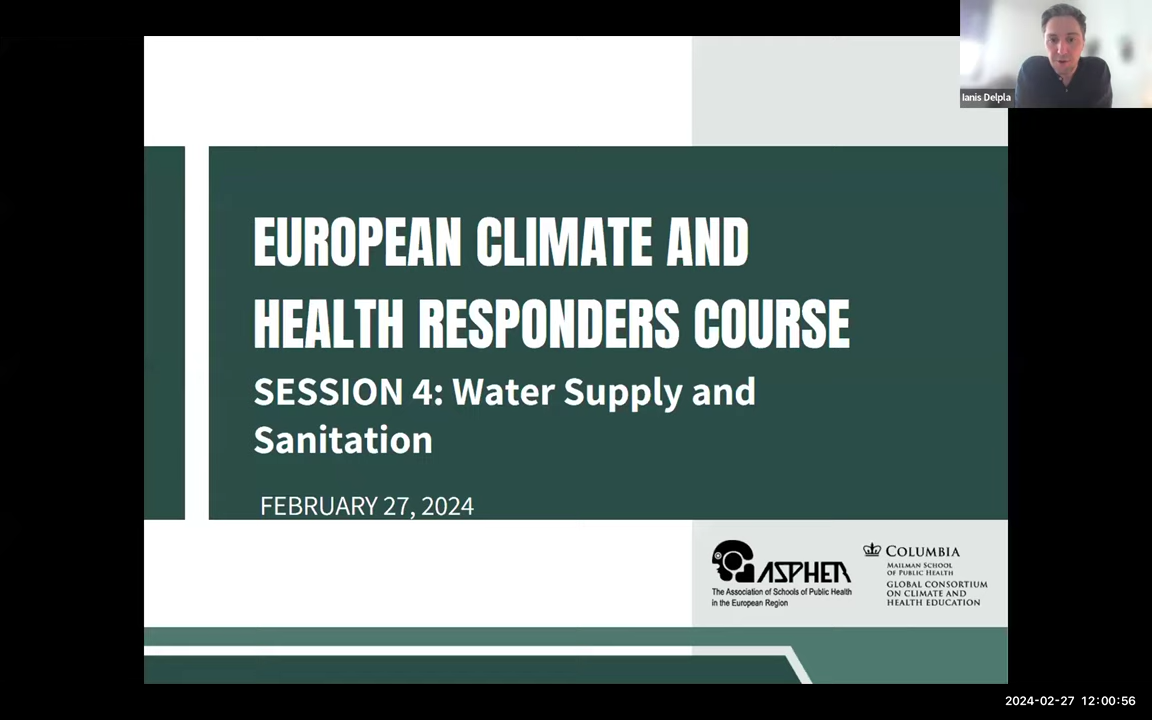 Ianis Delpla
EUROPEAN CLIMATE AND
HEALTH RESPONDERS COURSE
SESSION 4: Water Supply and
Sanitation
FEBRUARY 27, 2024
ASPHER
The Association of Schools of Public Health
in the European Region
COLUMBIA
MAILMAN SCHOOL
OF PUBLIC HEALTH
GLOBAL CONSORTIUM
ON CLIMATE AND
HEALTH EDUCATION
2024-02-27 12:00:56